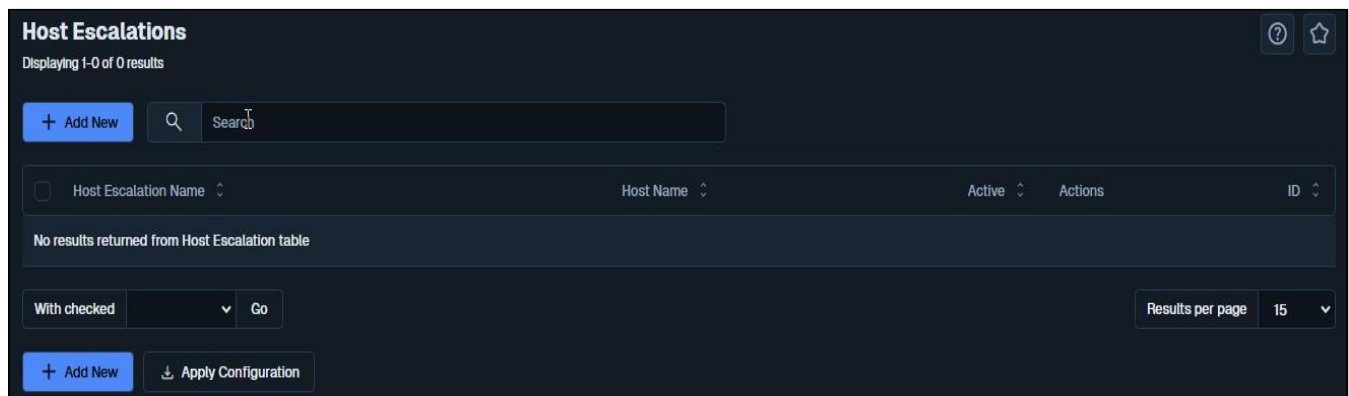 Host Escalations
Displaying 1-0 of 0 results
Add New
Search
Host Escalation Name Host Name Active Actions ID
No results returned from Host Escalation table
With checked Go Results per page 15
Add New Apply Configuration